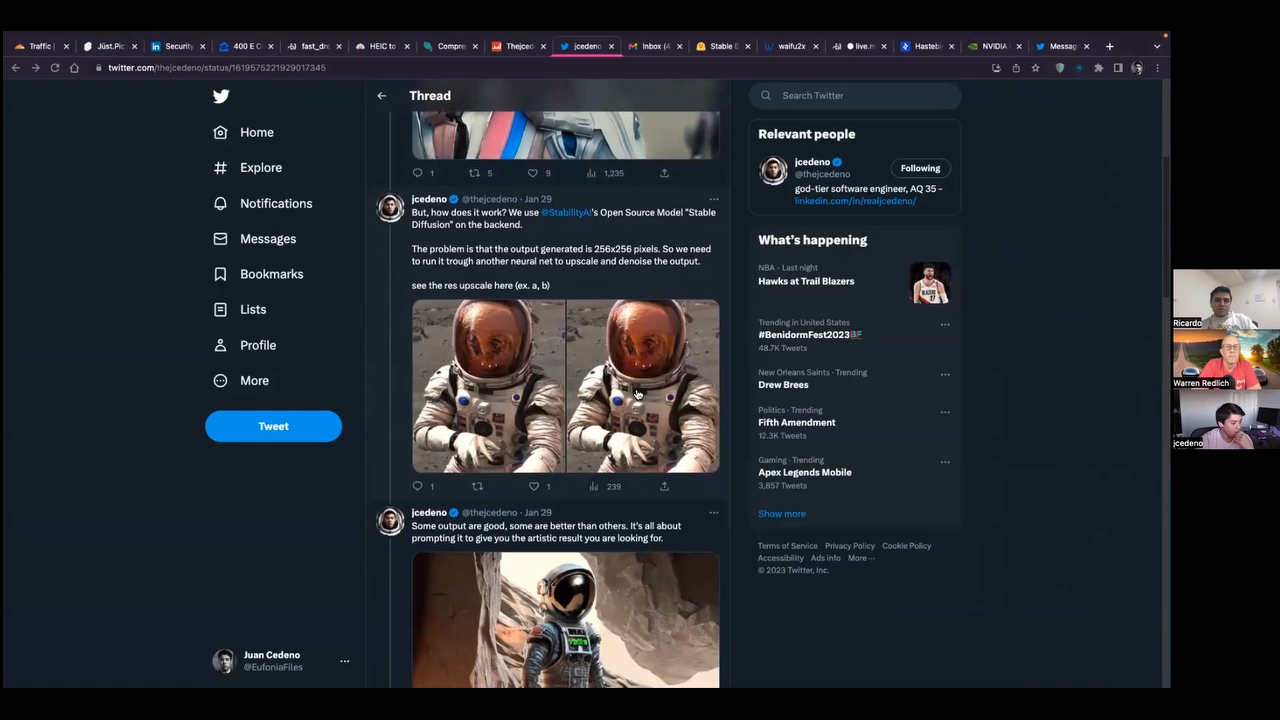 Traffic
Jüst.Pic
Security
400 E C
fast_dre
HEIC to
Compre
Thejced
jcedeno
Inbox (4
Stable D
waifu2x
live.m
Hastebi
NVIDIA
Messag
twitter.com/thejcedeno/status/1619575221929017345
Home
Explore
Notifications
Messages
Bookmarks
Lists
Profile
More
Tweet
Juan Cedeno
@EufoniaFiles
Thread
1
5
9
1,235
jcedeno @thejcedeno · Jan 29
But, how does it work? We use @StabilityAI's Open Source Model "Stable
Diffusion" on the backend.
The problem is that the output generated is 256x256 pixels. So we need
to run it trough another neural net to upscale and denoise the output.
see the res upscale here (ex. a, b)
1
1
239
jcedeno @thejcedeno · Jan 29
Some output are good, some are better than others. It's all about
prompting it to give you the artistic result you are looking for.
Search Twitter
Relevant people
jcedeno
@thejcedeno
Following
god-tier software engineer, AQ 35 -
linkedin.com/in/realjcedeno/
What's happening
NBA · Last night
Hawks at Trail Blazers
Trending in United States
#BenidormFest2023
48.7K Tweets
New Orleans Saints · Trending
Drew Brees
Politics · Trending
Fifth Amendment
12.3K Tweets
Gaming · Trending
Apex Legends Mobile
3,857 Tweets
Show more
Terms of Service Privacy Policy Cookie Policy
Accessibility Ads info More ···
© 2023 Twitter, Inc.
Ricardo
Warren Redlich
jcedeno